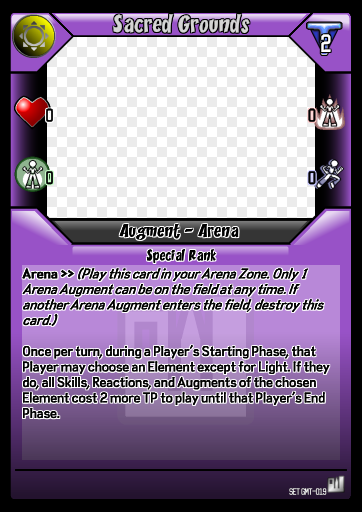 Sacred Grounds
2
0
0
0
0
Augment - Arena
Special Rank
Arena >> (Play this card in your Arena Zone. Only 1
Arena Augment can be on the field at any time. If
another Arena Augment enters the field, destroy this
card.)
Once per turn, during a Player's Starting Phase, that
Player may choose an Element except for Light. If they
do, all Skills, Reactions, and Augments of the chosen
Element cost 2 more TP to play until that Player's End
Phase.
SET GMT-019